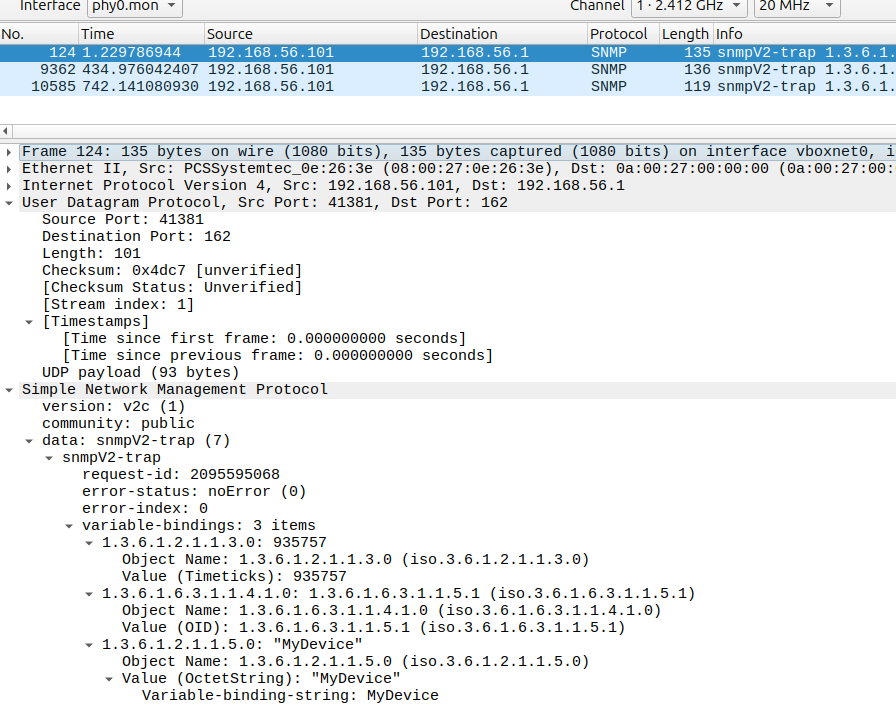 Interface phy0.mon Channel 1 · 2.412 GHz 20 MHz
No. Time Source Destination Protocol Length Info
124 1.229786944 192.168.56.101 192.168.56.1 SNMP 135 snmpV2-trap 1.3.6.1.
9362 434.976042407 192.168.56.101 192.168.56.1 SNMP 136 snmpV2-trap 1.3.6.1.
10585 742.141080930 192.168.56.101 192.168.56.1 SNMP 119 snmpV2-trap 1.3.6.1.
Frame 124: 135 bytes on wire (1080 bits), 135 bytes captured (1080 bits) on interface vboxnet0, i
Ethernet II, Src: PCSSystemtec_0e:26:3e (08:00:27:0e:26:3e), Dst: 0a:00:27:00:00:00 (0a:00:27:00:
Internet Protocol Version 4, Src: 192.168.56.101, Dst: 192.168.56.1
User Datagram Protocol, Src Port: 41381, Dst Port: 162
Source Port: 41381
Destination Port: 162
Length: 101
Checksum: 0x4dc7 [unverified]
[Checksum Status: Unverified]
[Stream index: 1]
[Timestamps]
[Time since first frame: 0.000000000 seconds]
[Time since previous frame: 0.000000000 seconds]
UDP payload (93 bytes)
Simple Network Management Protocol
version: v2c (1)
community: public
data: snmpV2-trap (7)
snmpV2-trap
request-id: 2095595068
error-status: noError (0)
error-index: 0
variable-bindings: 3 items
1.3.6.1.2.1.1.3.0: 935757
Object Name: 1.3.6.1.2.1.1.3.0 (iso.3.6.1.2.1.1.3.0)
Value (Timeticks): 935757
1.3.6.1.6.3.1.1.4.1.0: 1.3.6.1.6.3.1.1.5.1 (iso.3.6.1.6.3.1.1.5.1)
Object Name: 1.3.6.1.6.3.1.1.4.1.0 (iso.3.6.1.6.3.1.1.4.1.0)
Value (OID): 1.3.6.1.6.3.1.1.5.1 (iso.3.6.1.6.3.1.1.5.1)
1.3.6.1.2.1.1.5.0: "MyDevice"
Object Name: 1.3.6.1.2.1.1.5.0 (iso.3.6.1.2.1.1.5.0)
Value (OctetString): "MyDevice"
Variable-binding-string: MyDevice